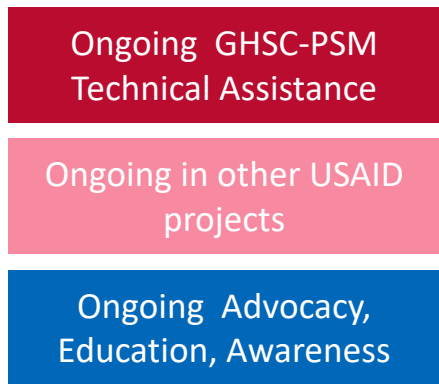 Ongoing GHSC-PSM
Technical Assistance
Ongoing in other USAID
projects
Ongoing Advocacy,
Education, Awareness